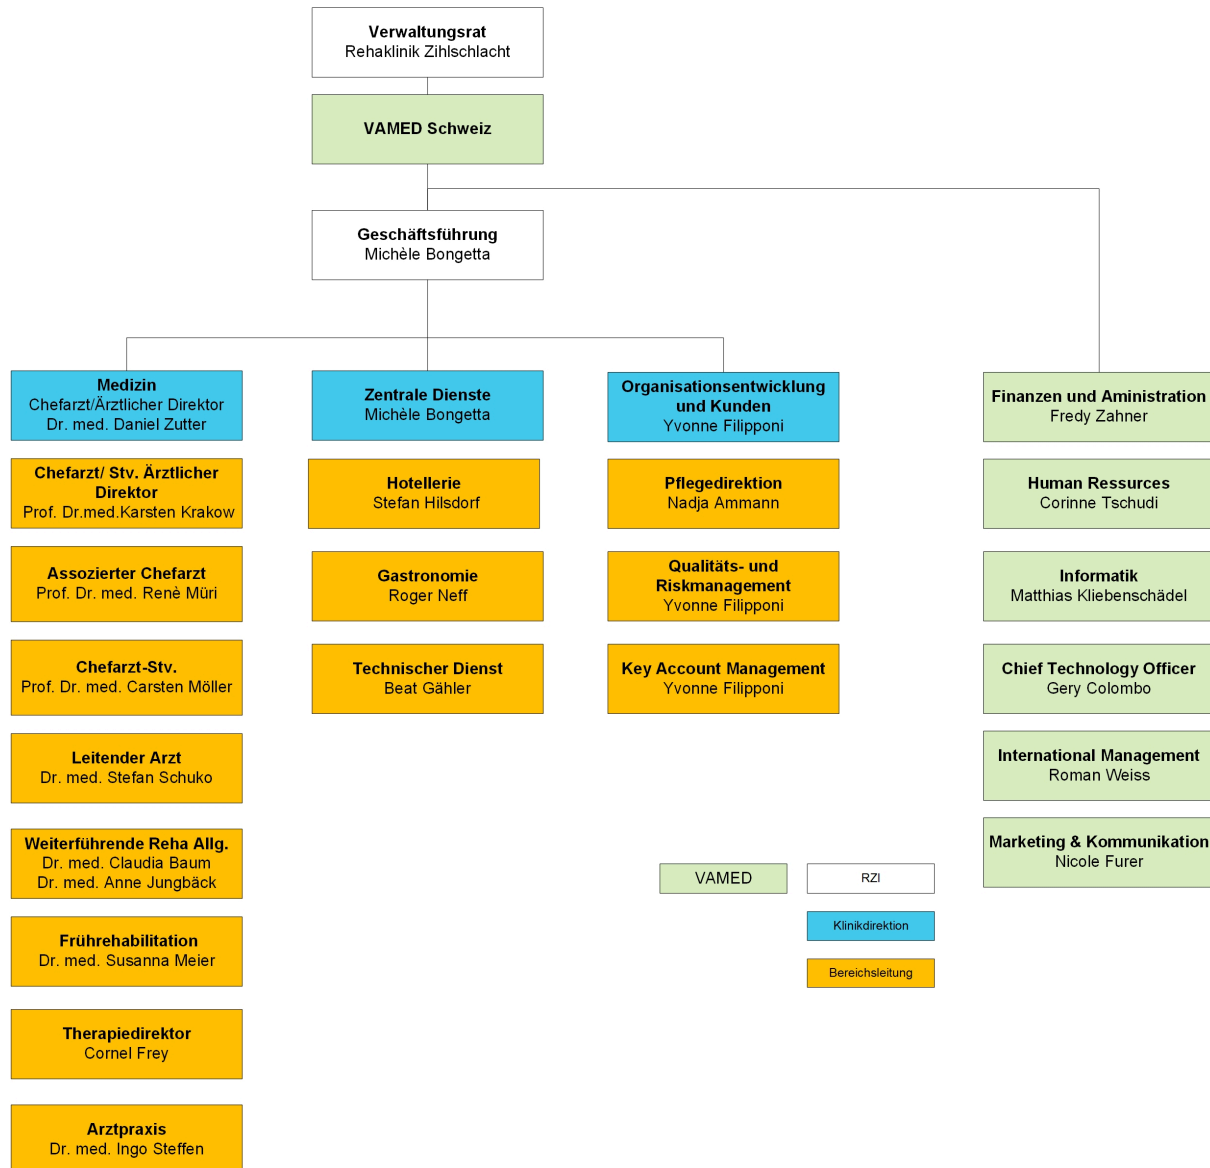 Verwaltungsrat
Rehaklinik Zihlschlacht
VAMED Schweiz
Geschäftsführung
Michèle Bongetta
Medizin
Chefarzt/Ärztlicher Direktor
Dr. med. Daniel Zutter
Chefarzt/ Stv. Ärztlicher
Direktor
Prof. Dr.med.Karsten Krakow
Assozierter Chefarzt
Prof. Dr. med. Renè Müri
Chefarzt-Stv.
Prof. Dr. med. Carsten Möller
Leitender Arzt
Dr. med. Stefan Schuko
Weiterführende Reha Allg.
Dr. med. Claudia Baum
Dr. med. Anne Jungbäck
Frührehabilitation
Dr. med. Susanna Meier
Therapiedirektor
Cornel Frey
Arztpraxis
Dr. med. Ingo Steffen
Zentrale Dienste
Michèle Bongetta
Hotellerie
Stefan Hilsdorf
Gastronomie
Roger Neff
Technischer Dienst
Beat Gähler
Organisationsentwicklung
und Kunden
Yvonne Filipponi
Pflegedirektion
Nadja Ammann
Qualitäts- und
Riskmanagement
Yvonne Filipponi
Key Account Management
Yvonne Filipponi
Finanzen und Aministration
Fredy Zahner
Human Ressurces
Corinne Tschudi
Informatik
Matthias Kliebenschädel
Chief Technology Officer
Gery Colombo
International Management
Roman Weiss
Marketing & Kommunikation
Nicole Furer
VAMED
RZI
Klinikdirektion
Bereichsleitung